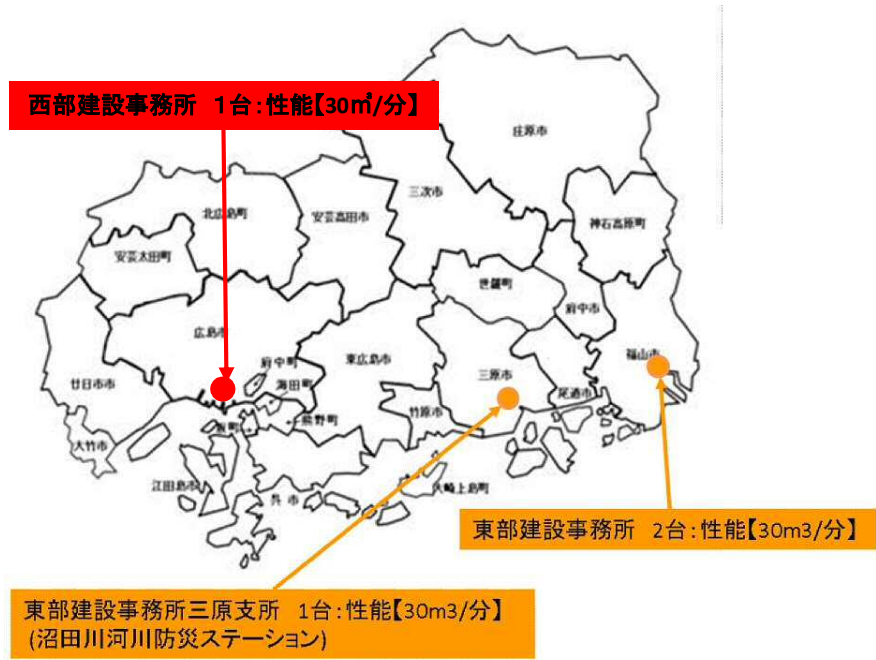 西部建設事務所 1台:性能【30㎥/分】
庄原市
三次市
北広島町
安芸高田市
神石高原町
安芸太田町
世羅町
府中市
広島市
府中町
東広島市
福山市
海田町
三原市
廿日市市
尾道市
竹原市
坂町
熊野町
大竹市
江田島市
呉市
大崎上島町
東部建設事務所 2台:性能【30m3/分】
東部建設事務所三原支所 1台:性能【30m3/分】
(沼田川河川防災ステーション)